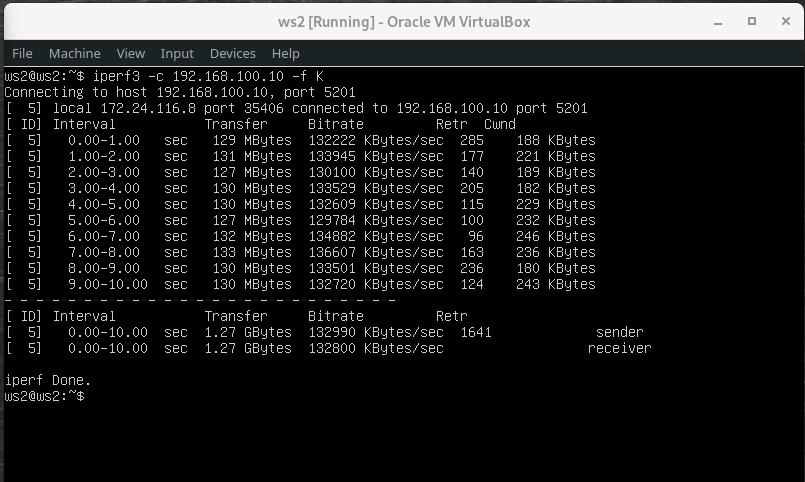 ws2 [Running] - Oracle VM VirtualBox
File Machine View Input Devices Help
ws2@ws2:~$ iperf3 -c 192.168.100.10 -f K
Connecting to host 192.168.100.10, port 5201
[  5] local 172.24.116.8 port 35406 connected to 192.168.100.10 port 5201
[ ID] Interval           Transfer     Bitrate         Retr  Cwnd
[  5]   0.00-1.00   sec   129 MBytes  132222 KBytes/sec  285    188 KBytes
[  5]   1.00-2.00   sec   131 MBytes  133945 KBytes/sec  177    221 KBytes
[  5]   2.00-3.00   sec   127 MBytes  130100 KBytes/sec  140    189 KBytes
[  5]   3.00-4.00   sec   130 MBytes  133529 KBytes/sec  205    182 KBytes
[  5]   4.00-5.00   sec   130 MBytes  132609 KBytes/sec  115    229 KBytes
[  5]   5.00-6.00   sec   127 MBytes  129784 KBytes/sec  100    232 KBytes
[  5]   6.00-7.00   sec   132 MBytes  134882 KBytes/sec   96    246 KBytes
[  5]   7.00-8.00   sec   133 MBytes  136607 KBytes/sec  163    236 KBytes
[  5]   8.00-9.00   sec   130 MBytes  133501 KBytes/sec  236    180 KBytes
[  5]   9.00-10.00  sec   130 MBytes  132720 KBytes/sec  124    243 KBytes
- - - - - - - - - - - - - - - - - - - - - - - - -
[ ID] Interval           Transfer     Bitrate         Retr
[  5]   0.00-10.00  sec  1.27 GBytes  132990 KBytes/sec  1641             sender
[  5]   0.00-10.00  sec  1.27 GBytes  132800 KBytes/sec                  receiver
iperf Done.
ws2@ws2:~$